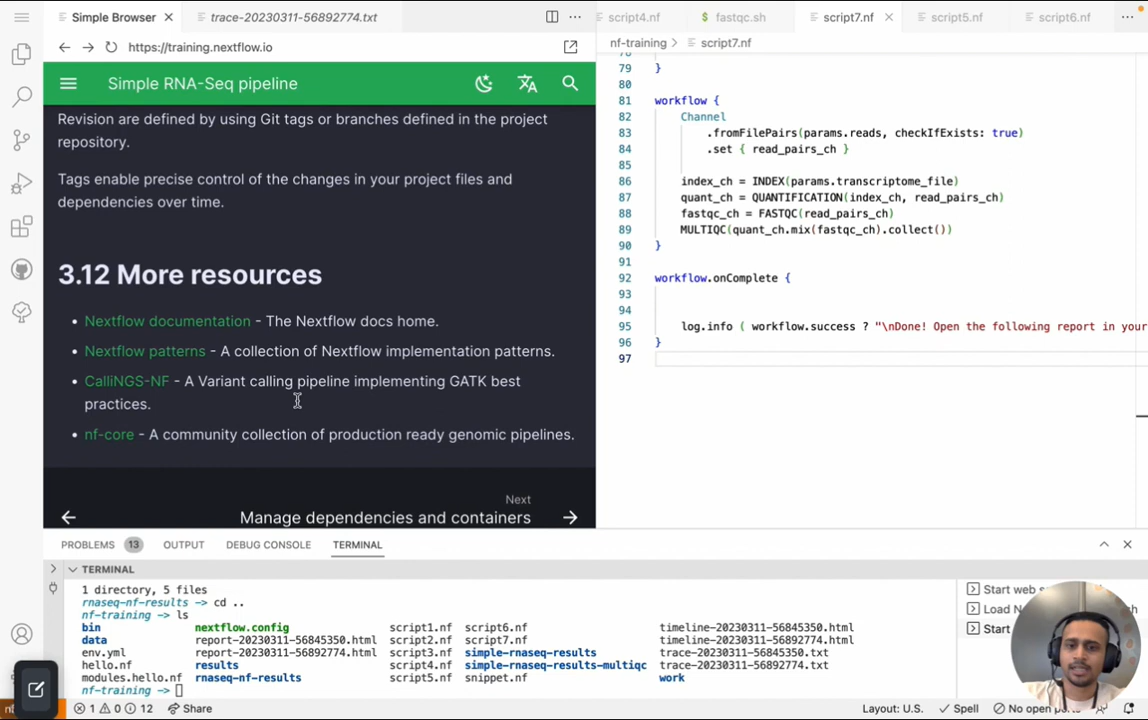 Simple Browser
trace-20230311-56892774.txt
script4.nf
fastqc.sh
script7.nf
script5.nf
script6.nf
https://training.nextflow.io
nf-training
script7.nf
Simple RNA-Seq pipeline
Revision are defined by using Git tags or branches defined in the project
repository.
Tags enable precise control of the changes in your project files and
dependencies over time.
3.12 More resources
• Nextflow documentation - The Nextflow docs home.
• Nextflow patterns - A collection of Nextflow implementation patterns.
• CalliNGS-NF - A Variant calling pipeline implementing GATK best
practices.
• nf-core - A community collection of production ready genomic pipelines.
Next
Manage dependencies and containers
79 }
80
81 workflow {
82 Channel
83 .fromFilePairs(params.reads, checkIfExists: true)
84 .set { read_pairs_ch }
85
86 index_ch = INDEX(params.transcriptome_file)
87 quant_ch = QUANTIFICATION(index_ch, read_pairs_ch)
88 fastqc_ch = FASTQC(read_pairs_ch)
89 MULTIQC(quant_ch.mix(fastqc_ch).collect())
90 }
91
92 workflow.onComplete {
93
94
95 log.info ( workflow.success ? "\nDone! Open the following report in your
96 }
97
PROBLEMS 13 OUTPUT DEBUG CONSOLE TERMINAL
TERMINAL
1 directory, 5 files
rnaseq-nf-results -> cd ..
nf-training -> ls
bin nextflow.config script1.nf script6.nf timeline-20230311-56845350.html
data report-20230311-56845350.html script2.nf script7.nf timeline-20230311-56892774.html
env.yml report-20230311-56892774.html script3.nf simple-rnaseq-results trace-20230311-56845350.txt
hello.nf results script4.nf simple-rnaseq-results-multiqc trace-20230311-56892774.txt
modules.hello.nf rnaseq-nf-results script5.nf snippet.nf work
nf-training ->
Start web
Load N
Start
1 0 12 Share
Layout: U.S.
Spell
No open